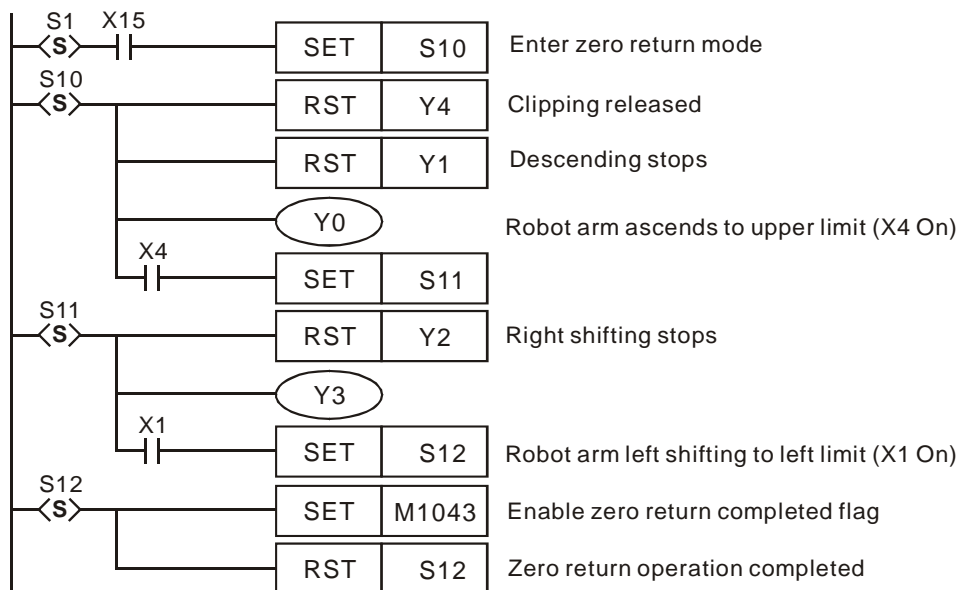 S1 X15
S SET S10 Enter zero return mode
S10
S RST Y4 Clipping released
RST Y1 Descending stops
Y0 Robot arm ascends to upper limit (X4 On)
X4
SET S11
S11
S RST Y2 Right shifting stops
Y3
X1
SET S12 Robot arm left shifting to left limit (X1 On)
S12
S SET M1043 Enable zero return completed flag
RST S12 Zero return operation completed